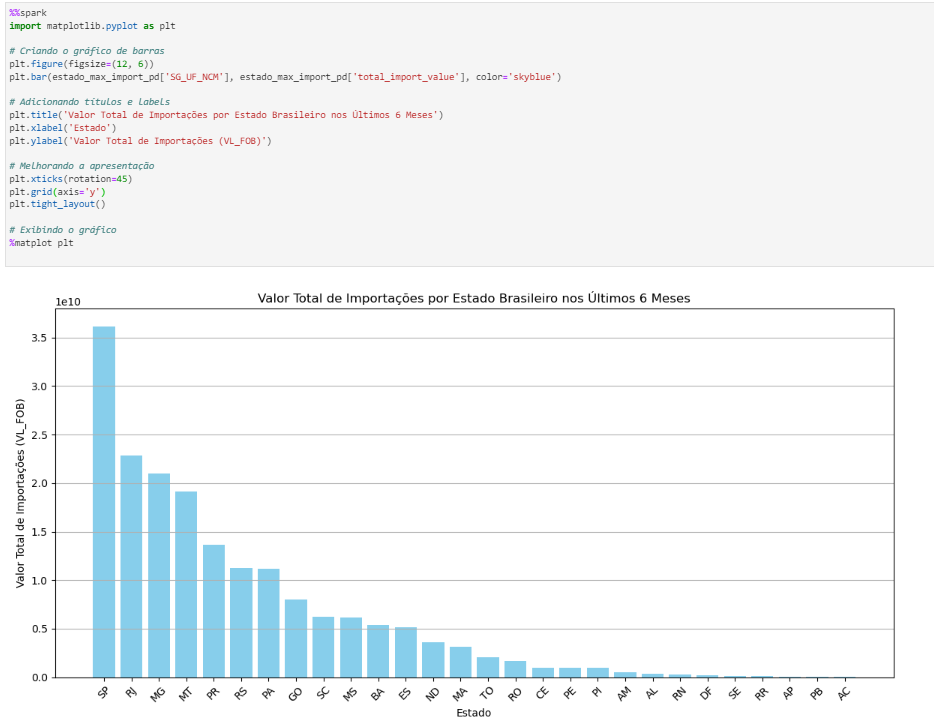 %%spark
import matplotlib.pyplot as plt
# Criando o gráfico de barras
plt.figure(figsize=(12, 6))
plt.bar(estado_max_import_pd['SG_UF_NCM'], estado_max_import_pd['total_import_value'], color='skyblue')
# Adicionando títulos e labels
plt.title('Valor Total de Importações por Estado Brasileiro nos Últimos 6 Meses')
plt.xlabel('Estado')
plt.ylabel('Valor Total de Importações (VL_FOB)')
# Melhorando a apresentação
plt.xticks(rotation=45)
plt.grid(axis='y')
plt.tight_layout()
# Exibindo o gráfico
%matplot plt
Valor Total de Importações por Estado Brasileiro nos Últimos 6 Meses
1e10
3.5
3.0
2.5
2.0
1.5
1.0
0.5
0.0
Valor Total de Importações (VL_FOB)
SP RJ MG MT PR RS PA GO SC MS BA ES ND MA TO RO CE PE PI AM AL RN DF SE RR AP PB AC
Estado